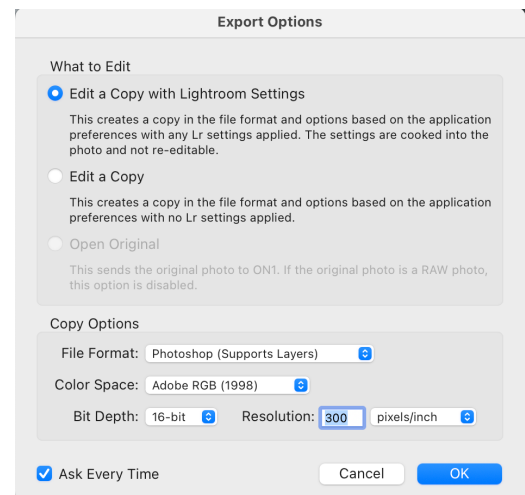 Export Options
What to Edit
Edit a Copy with Lightroom Settings
This creates a copy in the file format and options based on the application
preferences with any Lr settings applied. The settings are cooked into the
photo and not re-editable.
Edit a Copy
This creates a copy in the file format and options based on the application
preferences with no Lr settings applied.
Open Original
This sends the original photo to ON1. If the original photo is a RAW photo,
this option is disabled.
Copy Options
File Format: Photoshop (Supports Layers)
Color Space: Adobe RGB (1998)
Bit Depth: 16-bit Resolution: 300 pixels/inch
Ask Every Time Cancel OK